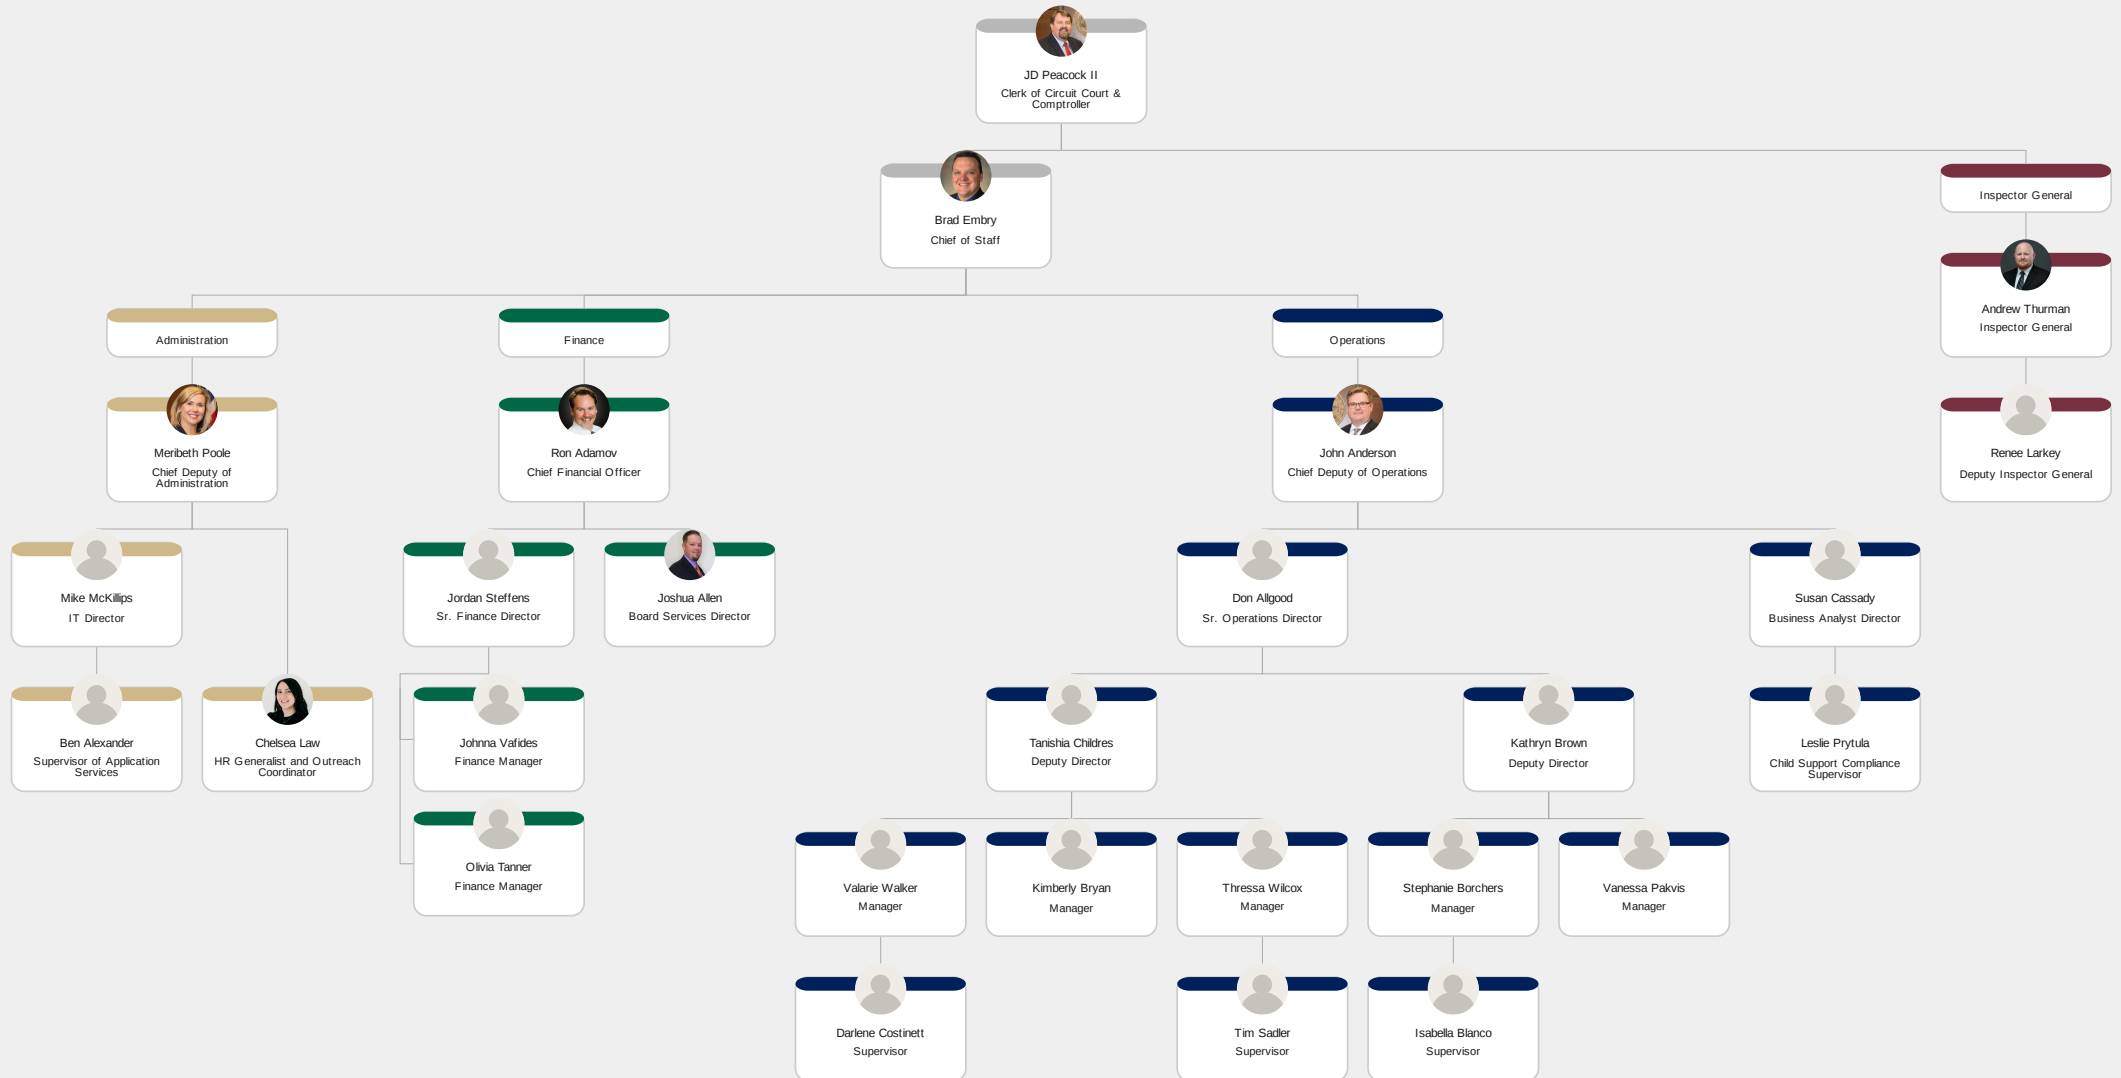 JD Peacock II
Clerk of Circuit Court &
Comptroller
Brad Embry
Chief of Staff
Inspector General
Andrew Thurman
Inspector General
Renee Larkey
Deputy Inspector General
Administration
Finance
Operations
Meribeth Poole
Chief Deputy of
Administration
Ron Adamov
Chief Financial Officer
John Anderson
Chief Deputy of Operations
Mike McKillips
IT Director
Jordan Steffens
Sr. Finance Director
Joshua Allen
Board Services Director
Don Allgood
Sr. Operations Director
Susan Cassady
Business Analyst Director
Ben Alexander
Supervisor of Application
Services
Chelsea Law
HR Generalist and Outreach
Coordinator
Johnna Vafides
Finance Manager
Tanishia Childres
Deputy Director
Kathryn Brown
Deputy Director
Leslie Prytula
Child Support Compliance
Supervisor
Olivia Tanner
Finance Manager
Valarie Walker
Manager
Kimberly Bryan
Manager
Thressa Wilcox
Manager
Stephanie Borchers
Manager
Vanessa Pakvis
Manager
Darlene Costinett
Supervisor
Tim Sadler
Supervisor
Isabella Blanco
Supervisor